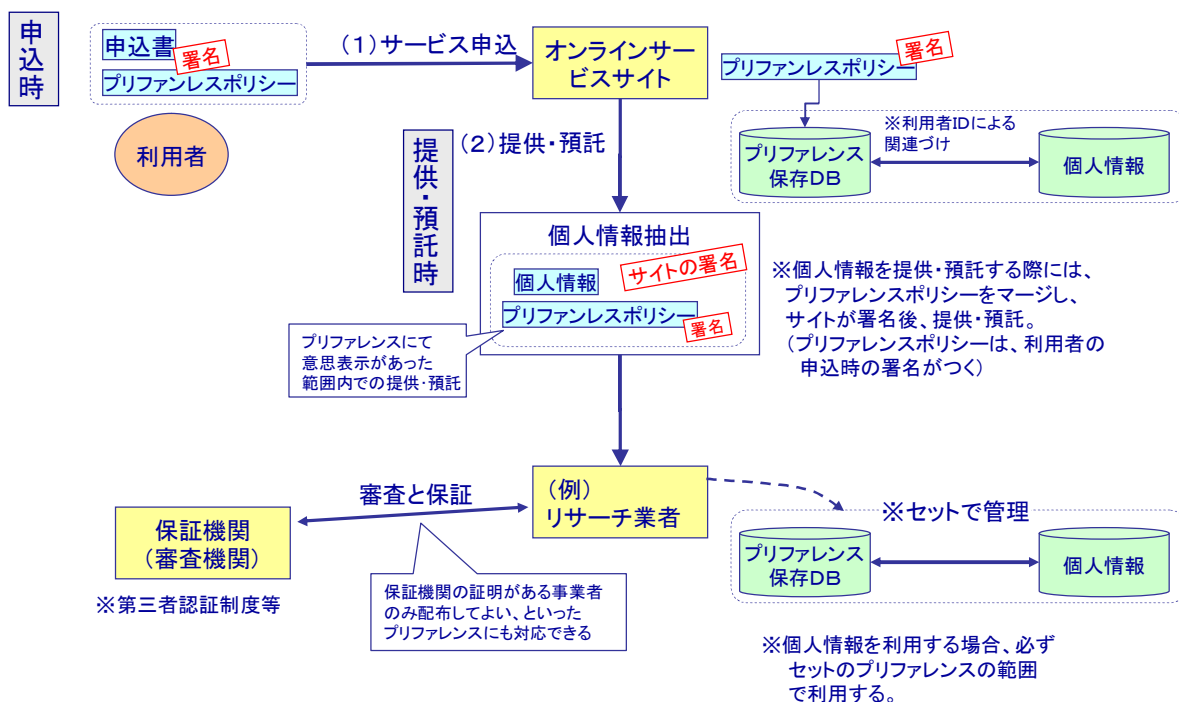 申込時
申込書
署名
プリファンレスポリシー
(1)サービス申込
オンラインサー
ビスサイト
署名
プリファンレスポリシー
利用者
提供・預託時
(2)提供・預託
※利用者IDによる
関連づけ
プリファレンス
保存DB
個人情報
個人情報抽出
サイトの署名
個人情報
プリファンレスポリシー
署名
プリファレンスにて
意思表示があった
範囲内での提供・預託
※個人情報を提供・預託する際には、
プリファレンスポリシーをマージし、
サイトが署名後、提供・預託。
(プリファレンスポリシーは、利用者の
申込時の署名がつく)
審査と保証
(例)
リサーチ業者
保証機関
(審査機関)
※第三者認証制度等
保証機関の証明がある事業者
のみ配布してよい、といった
プリファレンスにも対応できる
※セットで管理
プリファレンス
保存DB
個人情報
※個人情報を利用する場合、必ず
セットのプリファレンスの範囲
で利用する。